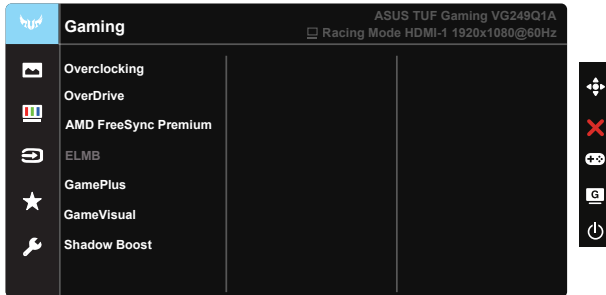 Gaming
ASUS TUF Gaming VG249Q1A
Racing Mode HDMI-1 1920x1080@60Hz
Overclocking
OverDrive
AMD FreeSync Premium
ELMB
GamePlus
GameVisual
Shadow Boost
G